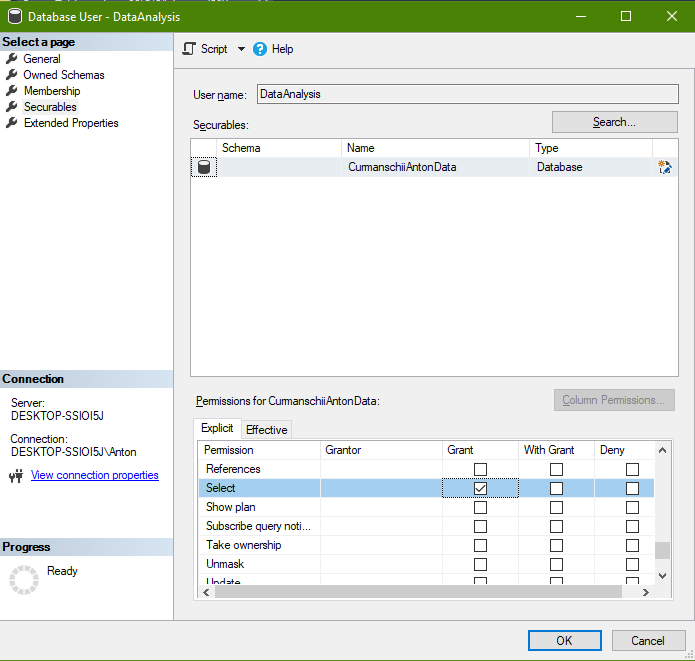 Database User - DataAnalysis
Select a page
General
Owned Schemas
Membership
Securables
Extended Properties
Script
Help
User name:
DataAnalysis
Securables:
Search...
Schema Name Type
CurmanschiiAntonData Database
Connection
Server:
DESKTOP-SSIOI5J
Connection:
DESKTOP-SSIOI5J\Anton
View connection properties
Progress
Ready
Permissions for CurmanschiiAntonData:
Column Permissions...
Explicit Effective
Permission Grantor Grant With Grant Deny
References
Select
Show plan
Subscribe query noti...
Take ownership
Unmask
Update
OK Cancel